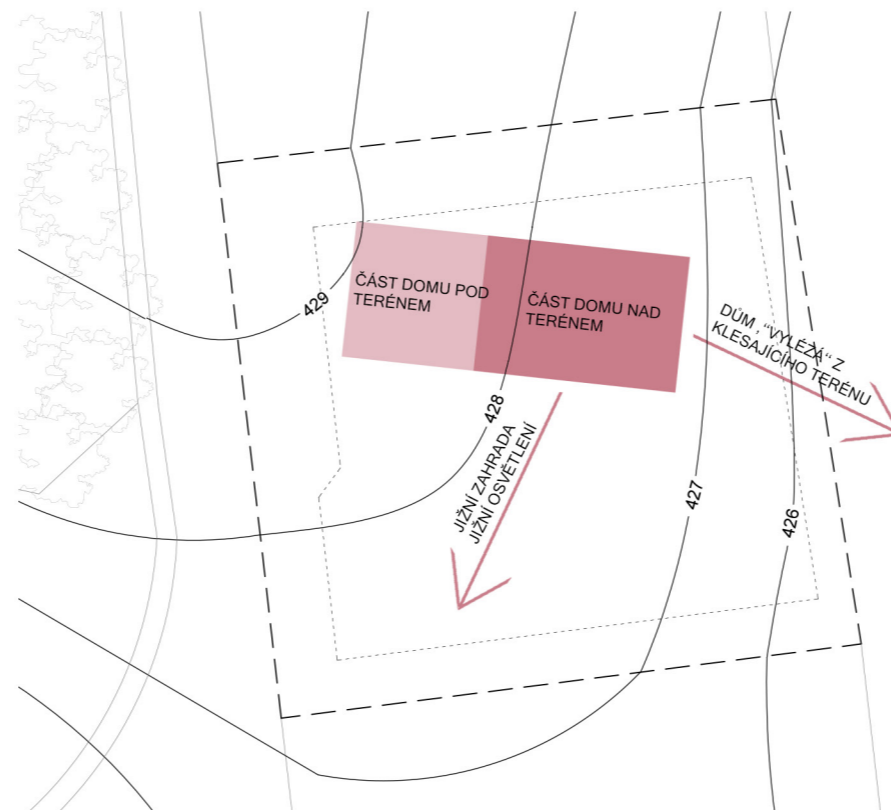 429
ČÁST DOMU POD
TERÉNEM
ČÁST DOMU NAD
TERÉNEM
DŮM , “VYLÉZÁ“ Z
KLESAJÍCÍHO TERÉNU
428
JIŽNÍ ZAHRADA
JIŽNÍ OSVĚTLENÍ
427
426